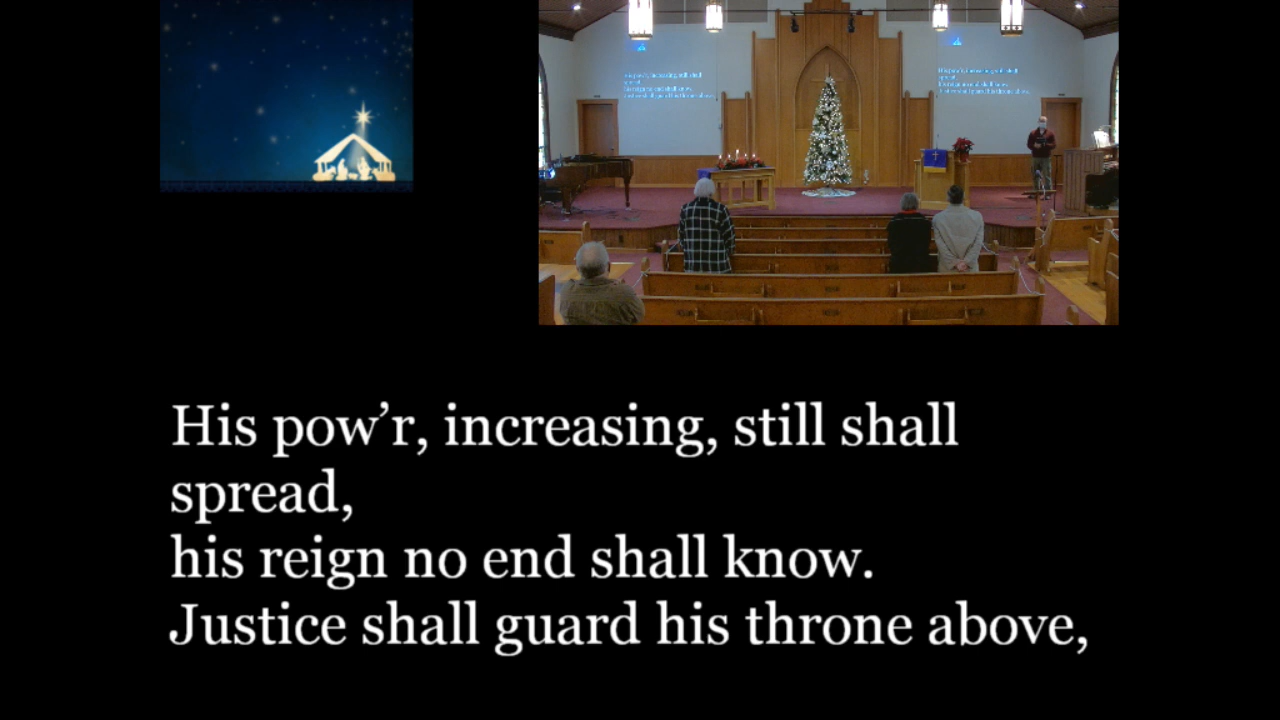 His pow’r, increasing, still shall
spread,
his reign no end shall know.
Justice shall guard his throne above,